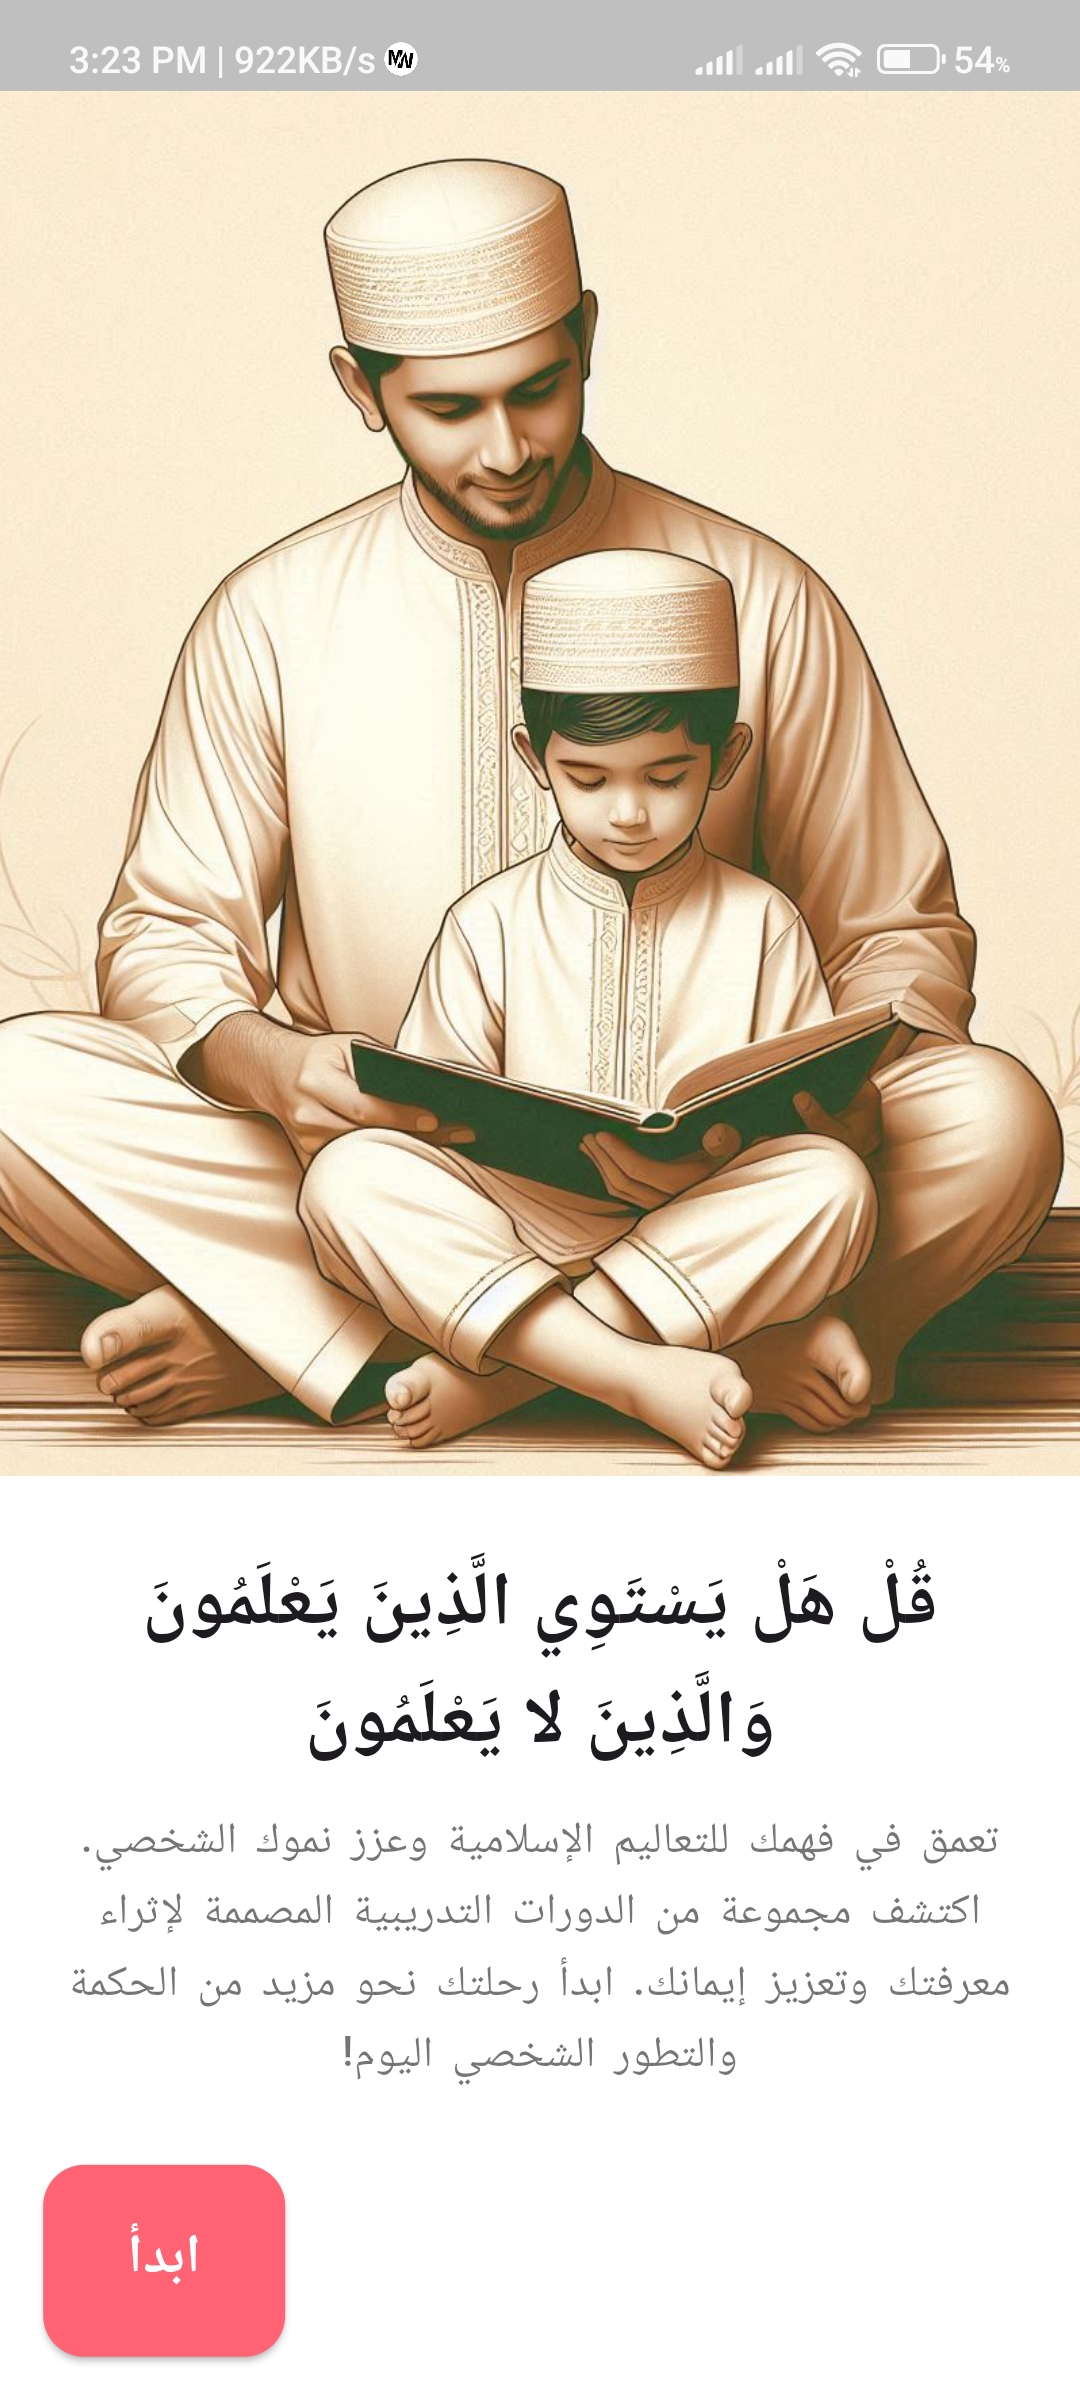 3:23 PM | 922KB/s
54%
قُلْ هَلْ يَسْتَوِي الَّذِينَ يَعْلَمُونَ
وَالَّذِينَ لا يَعْلَمُونَ
تعمق في فهمك للتعاليم الإسلامية وعزز نموك الشخصي.
اكتشف مجموعة من الدورات التدريبية المصممة لإثراء
معرفتك وتعزيز إيمانك. ابدأ رحلتك نحو مزيد من الحكمة
والتطور الشخصي اليوم!
ابدأ